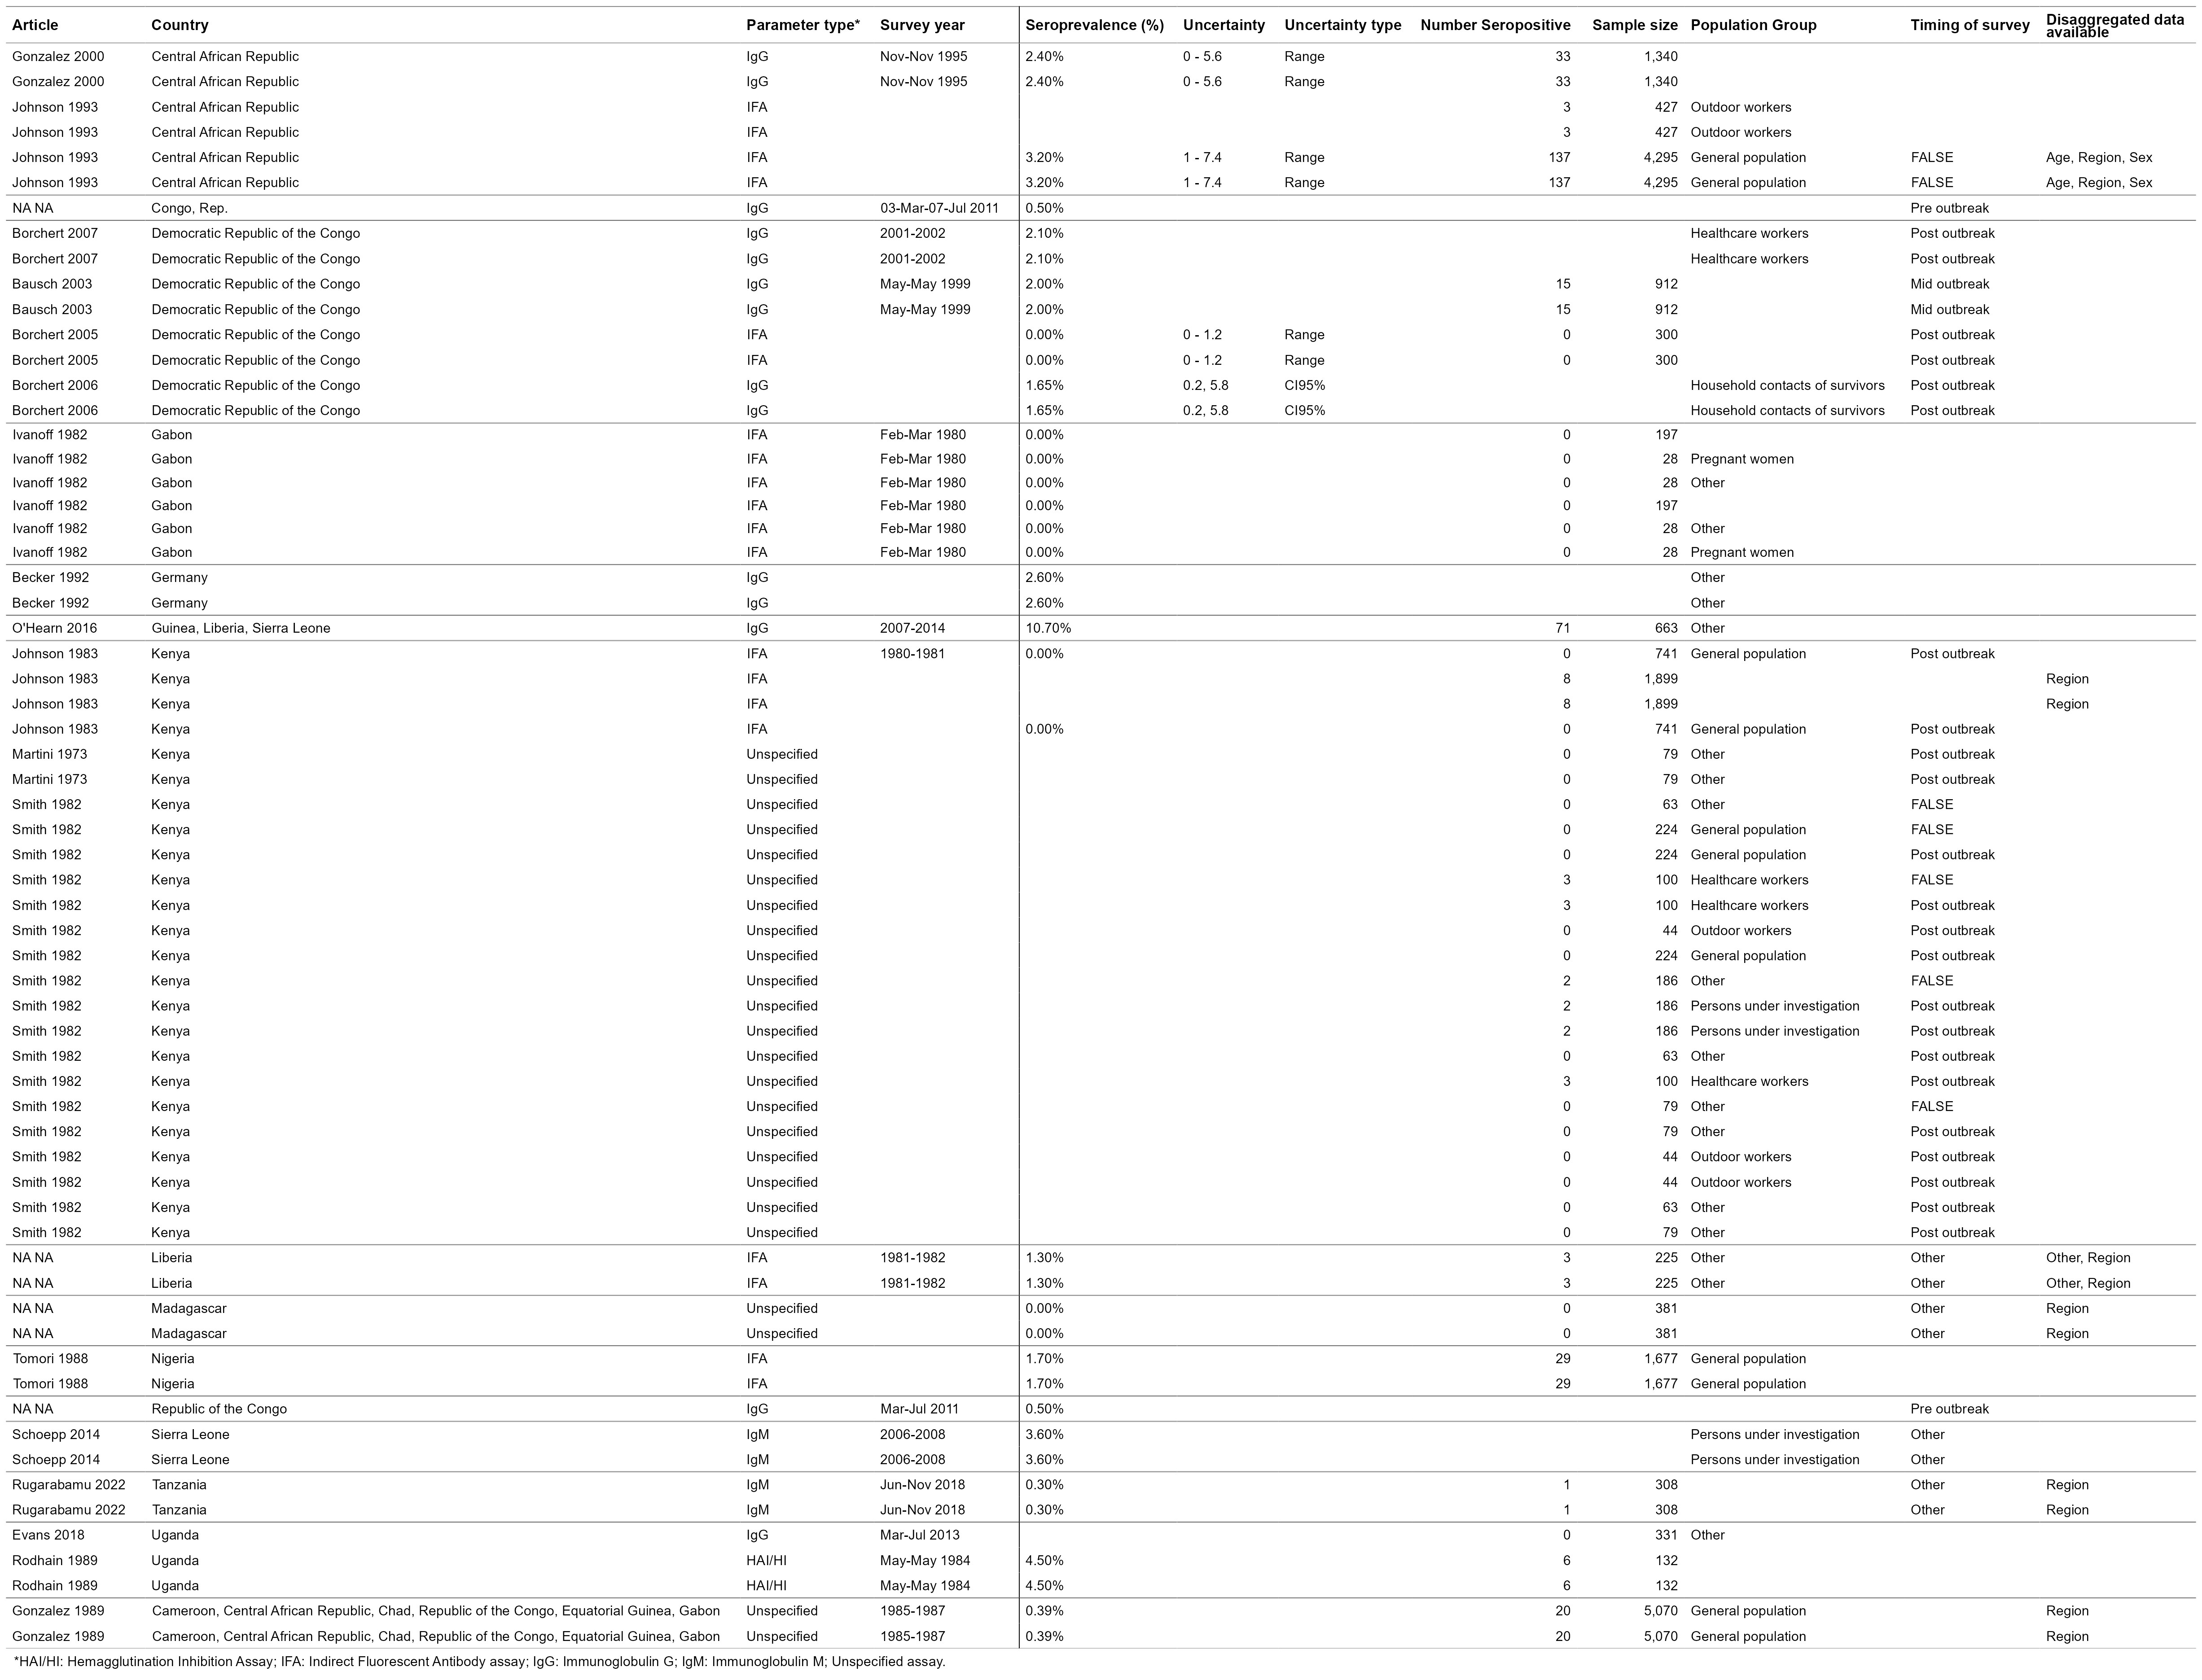 Article Country Parameter type* Survey year Seroprevalence (%) Uncertainty Uncertainty type Number Seropositive Sample size Population Group Timing of survey Disaggregated data available
Gonzalez 2000 Central African Republic IgG Nov-Nov 1995 2.40% 0 - 5.6 Range 33 1,340
Gonzalez 2000 Central African Republic IgG Nov-Nov 1995 2.40% 0 - 5.6 Range 33 1,340
Johnson 1993 Central African Republic IFA 3 427 Outdoor workers
Johnson 1993 Central African Republic IFA 3 427 Outdoor workers
Johnson 1993 Central African Republic IFA 3.20% 1 - 7.4 Range 137 4,295 General population FALSE Age, Region, Sex
Johnson 1993 Central African Republic IFA 3.20% 1 - 7.4 Range 137 4,295 General population FALSE Age, Region, Sex
NA NA Congo, Rep. IgG 03-Mar-07-Jul 2011 0.50% Pre outbreak
Borchert 2007 Democratic Republic of the Congo IgG 2001-2002 2.10% Healthcare workers Post outbreak
Borchert 2007 Democratic Republic of the Congo IgG 2001-2002 2.10% Healthcare workers Post outbreak
Bausch 2003 Democratic Republic of the Congo IgG May-May 1999 2.00% 15 912 Mid outbreak
Bausch 2003 Democratic Republic of the Congo IgG May-May 1999 2.00% 15 912 Mid outbreak
Borchert 2005 Democratic Republic of the Congo IFA 0.00% 0 - 1.2 Range 0 300 Post outbreak
Borchert 2005 Democratic Republic of the Congo IFA 0.00% 0 - 1.2 Range 0 300 Post outbreak
Borchert 2006 Democratic Republic of the Congo IgG 1.65% 0.2, 5.8 CI95% Household contacts of survivors Post outbreak
Borchert 2006 Democratic Republic of the Congo IgG 1.65% 0.2, 5.8 CI95% Household contacts of survivors Post outbreak
Ivanoff 1982 Gabon IFA Feb-Mar 1980 0.00% 0 197
Ivanoff 1982 Gabon IFA Feb-Mar 1980 0.00% 0 28 Pregnant women
Ivanoff 1982 Gabon IFA Feb-Mar 1980 0.00% 0 28 Other
Ivanoff 1982 Gabon IFA Feb-Mar 1980 0.00% 0 197
Ivanoff 1982 Gabon IFA Feb-Mar 1980 0.00% 0 28 Other
Ivanoff 1982 Gabon IFA Feb-Mar 1980 0.00% 0 28 Pregnant women
Becker 1992 Germany IgG 2.60% Other
Becker 1992 Germany IgG 2.60% Other
O'Hearn 2016 Guinea, Liberia, Sierra Leone IgG 2007-2014 10.70% 71 663 Other
Johnson 1983 Kenya IFA 1980-1981 0.00% 0 741 General population Post outbreak
Johnson 1983 Kenya IFA 8 1,899 Region
Johnson 1983 Kenya IFA 8 1,899 Region
Johnson 1983 Kenya IFA 0.00% 0 741 General population Post outbreak
Martini 1973 Kenya Unspecified 0 79 Other Post outbreak
Martini 1973 Kenya Unspecified 0 79 Other Post outbreak
Smith 1982 Kenya Unspecified 0 63 Other FALSE
Smith 1982 Kenya Unspecified 0 224 General population FALSE
Smith 1982 Kenya Unspecified 0 224 General population Post outbreak
Smith 1982 Kenya Unspecified 3 100 Healthcare workers FALSE
Smith 1982 Kenya Unspecified 3 100 Healthcare workers Post outbreak
Smith 1982 Kenya Unspecified 0 44 Outdoor workers Post outbreak
Smith 1982 Kenya Unspecified 0 224 General population Post outbreak
Smith 1982 Kenya Unspecified 2 186 Other FALSE
Smith 1982 Kenya Unspecified 2 186 Persons under investigation Post outbreak
Smith 1982 Kenya Unspecified 2 186 Persons under investigation Post outbreak
Smith 1982 Kenya Unspecified 0 63 Other Post outbreak
Smith 1982 Kenya Unspecified 3 100 Healthcare workers Post outbreak
Smith 1982 Kenya Unspecified 0 79 Other FALSE
Smith 1982 Kenya Unspecified 0 79 Other Post outbreak
Smith 1982 Kenya Unspecified 0 44 Outdoor workers Post outbreak
Smith 1982 Kenya Unspecified 0 44 Outdoor workers Post outbreak
Smith 1982 Kenya Unspecified 0 63 Other Post outbreak
Smith 1982 Kenya Unspecified 0 79 Other Post outbreak
NA NA Liberia IFA 1981-1982 1.30% 3 225 Other Other Other, Region
NA NA Liberia IFA 1981-1982 1.30% 3 225 Other Other Other, Region
NA NA Madagascar Unspecified 0.00% 0 381 Other Region
NA NA Madagascar Unspecified 0.00% 0 381 Other Region
Tomori 1988 Nigeria IFA 1.70% 29 1,677 General population
Tomori 1988 Nigeria IFA 1.70% 29 1,677 General population
NA NA Republic of the Congo IgG Mar-Jul 2011 0.50% Pre outbreak
Schoepp 2014 Sierra Leone IgM 2006-2008 3.60% Persons under investigation Other
Schoepp 2014 Sierra Leone IgM 2006-2008 3.60% Persons under investigation Other
Rugarabamu 2022 Tanzania IgM Jun-Nov 2018 0.30% 1 308 Other Region
Rugarabamu 2022 Tanzania IgM Jun-Nov 2018 0.30% 1 308 Other Region
Evans 2018 Uganda IgG Mar-Jul 2013 0 331 Other
Rodhain 1989 Uganda HAI/HI May-May 1984 4.50% 6 132
Rodhain 1989 Uganda HAI/HI May-May 1984 4.50% 6 132
Gonzalez 1989 Cameroon, Central African Republic, Chad, Republic of the Congo, Equatorial Guinea, Gabon Unspecified 1985-1987 0.39% 20 5,070 General population Region
Gonzalez 1989 Cameroon, Central African Republic, Chad, Republic of the Congo, Equatorial Guinea, Gabon Unspecified 1985-1987 0.39% 20 5,070 General population Region
*HAI/HI: Hemagglutination Inhibition Assay; IFA: Indirect Fluorescent Antibody assay; IgG: Immunoglobulin G; IgM: Immunoglobulin M; Unspecified assay.